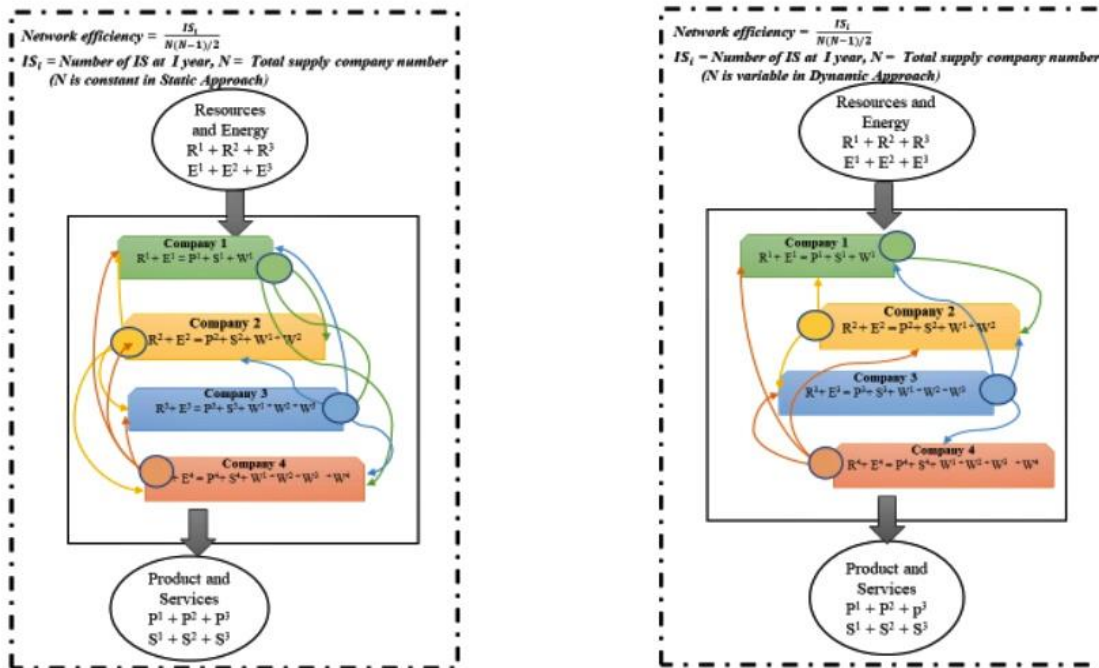 Network efficiency = IS_i / N(N−1)/2
IS_i = Number of IS at I year, N = Total supply company number
(N is constant in Static Approach)
Resources
and Energy
R¹ + R² + R³
E¹ + E² + E³
Company 1
R¹ + E¹ = P¹ + S¹ + W¹
Company 2
R² + E² = P² + S² + W¹ + W²
Company 3
R³ + E³ = P³ + S³ + W¹ + W² + W³
Company 4
+ E⁴ = P⁴ + S⁴ + W¹ + W² + W³ + W⁴
Product and
Services
P¹ + P² + P³
S¹ + S² + S³
Network efficiency = IS_i / N(N−1)/2
IS_i = Number of IS at I year, N = Total supply company number
(N is variable in Dynamic Approach)
Resources and
Energy
R¹ + R² + R³
E¹ + E² + E³
Company 1
R¹ + E¹ = P¹ + S¹ + W¹
Company 2
R² + E² = P² + S² + W¹ + W²
Company 3
R³ + E³ = P³ + S³ + W¹ + W² + W³
Company 4
R⁴ + E⁴ = P⁴ + S⁴ + W¹ + W² + W³ + W⁴
Product and
Services
P¹ + P² + p³
S¹ + S² + S³